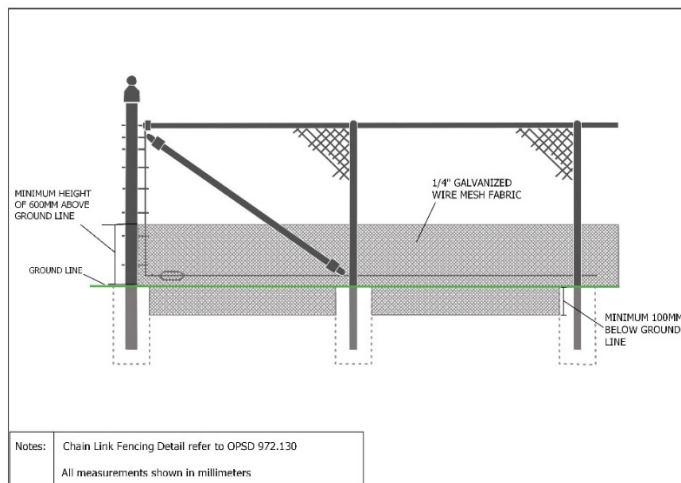 1/4" GALVANIZED
WIRE MESH FABRIC
MINIMUM HEIGHT
OF 600MM ABOVE
GROUND LINE
GROUND LINE
MINIMUM 100MM
BELOW GROUND
LINE
Notes:
Chain Link Fencing Detail refer to OPSD 972.130
All measurements shown in millimeters